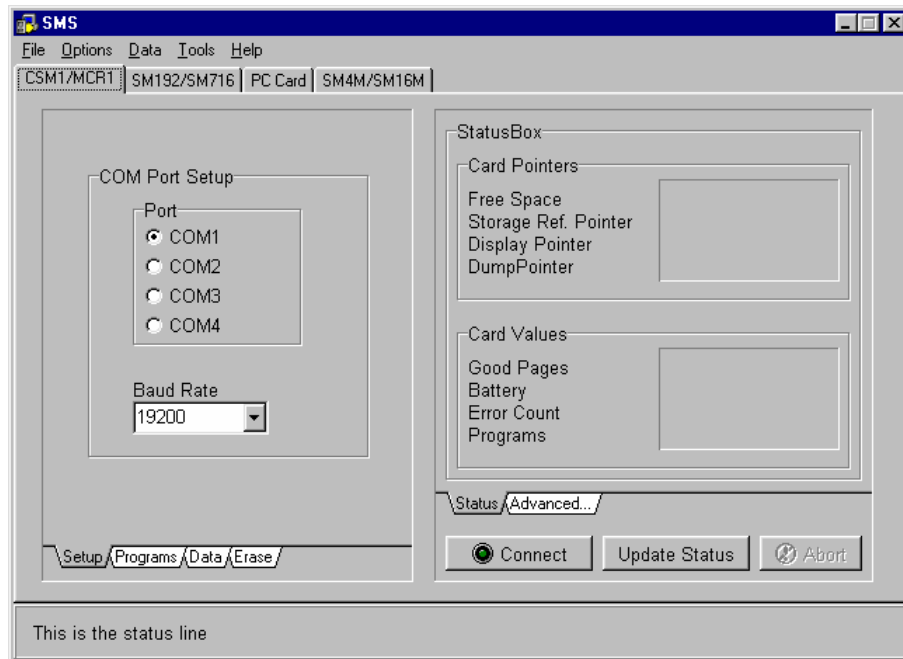 SMS
File Options Data Tools Help
CSM1/MCR1 SM192/SM716 PC Card SM4M/SM16M
COM Port Setup
Port
COM1
COM2
COM3
COM4
Baud Rate
19200
Setup Programs Data Erase
StatusBox
Card Pointers
Free Space
Storage Ref. Pointer
Display Pointer
DumpPointer
Card Values
Good Pages
Battery
Error Count
Programs
Status Advanced...
Connect Update Status Abort
This is the status line